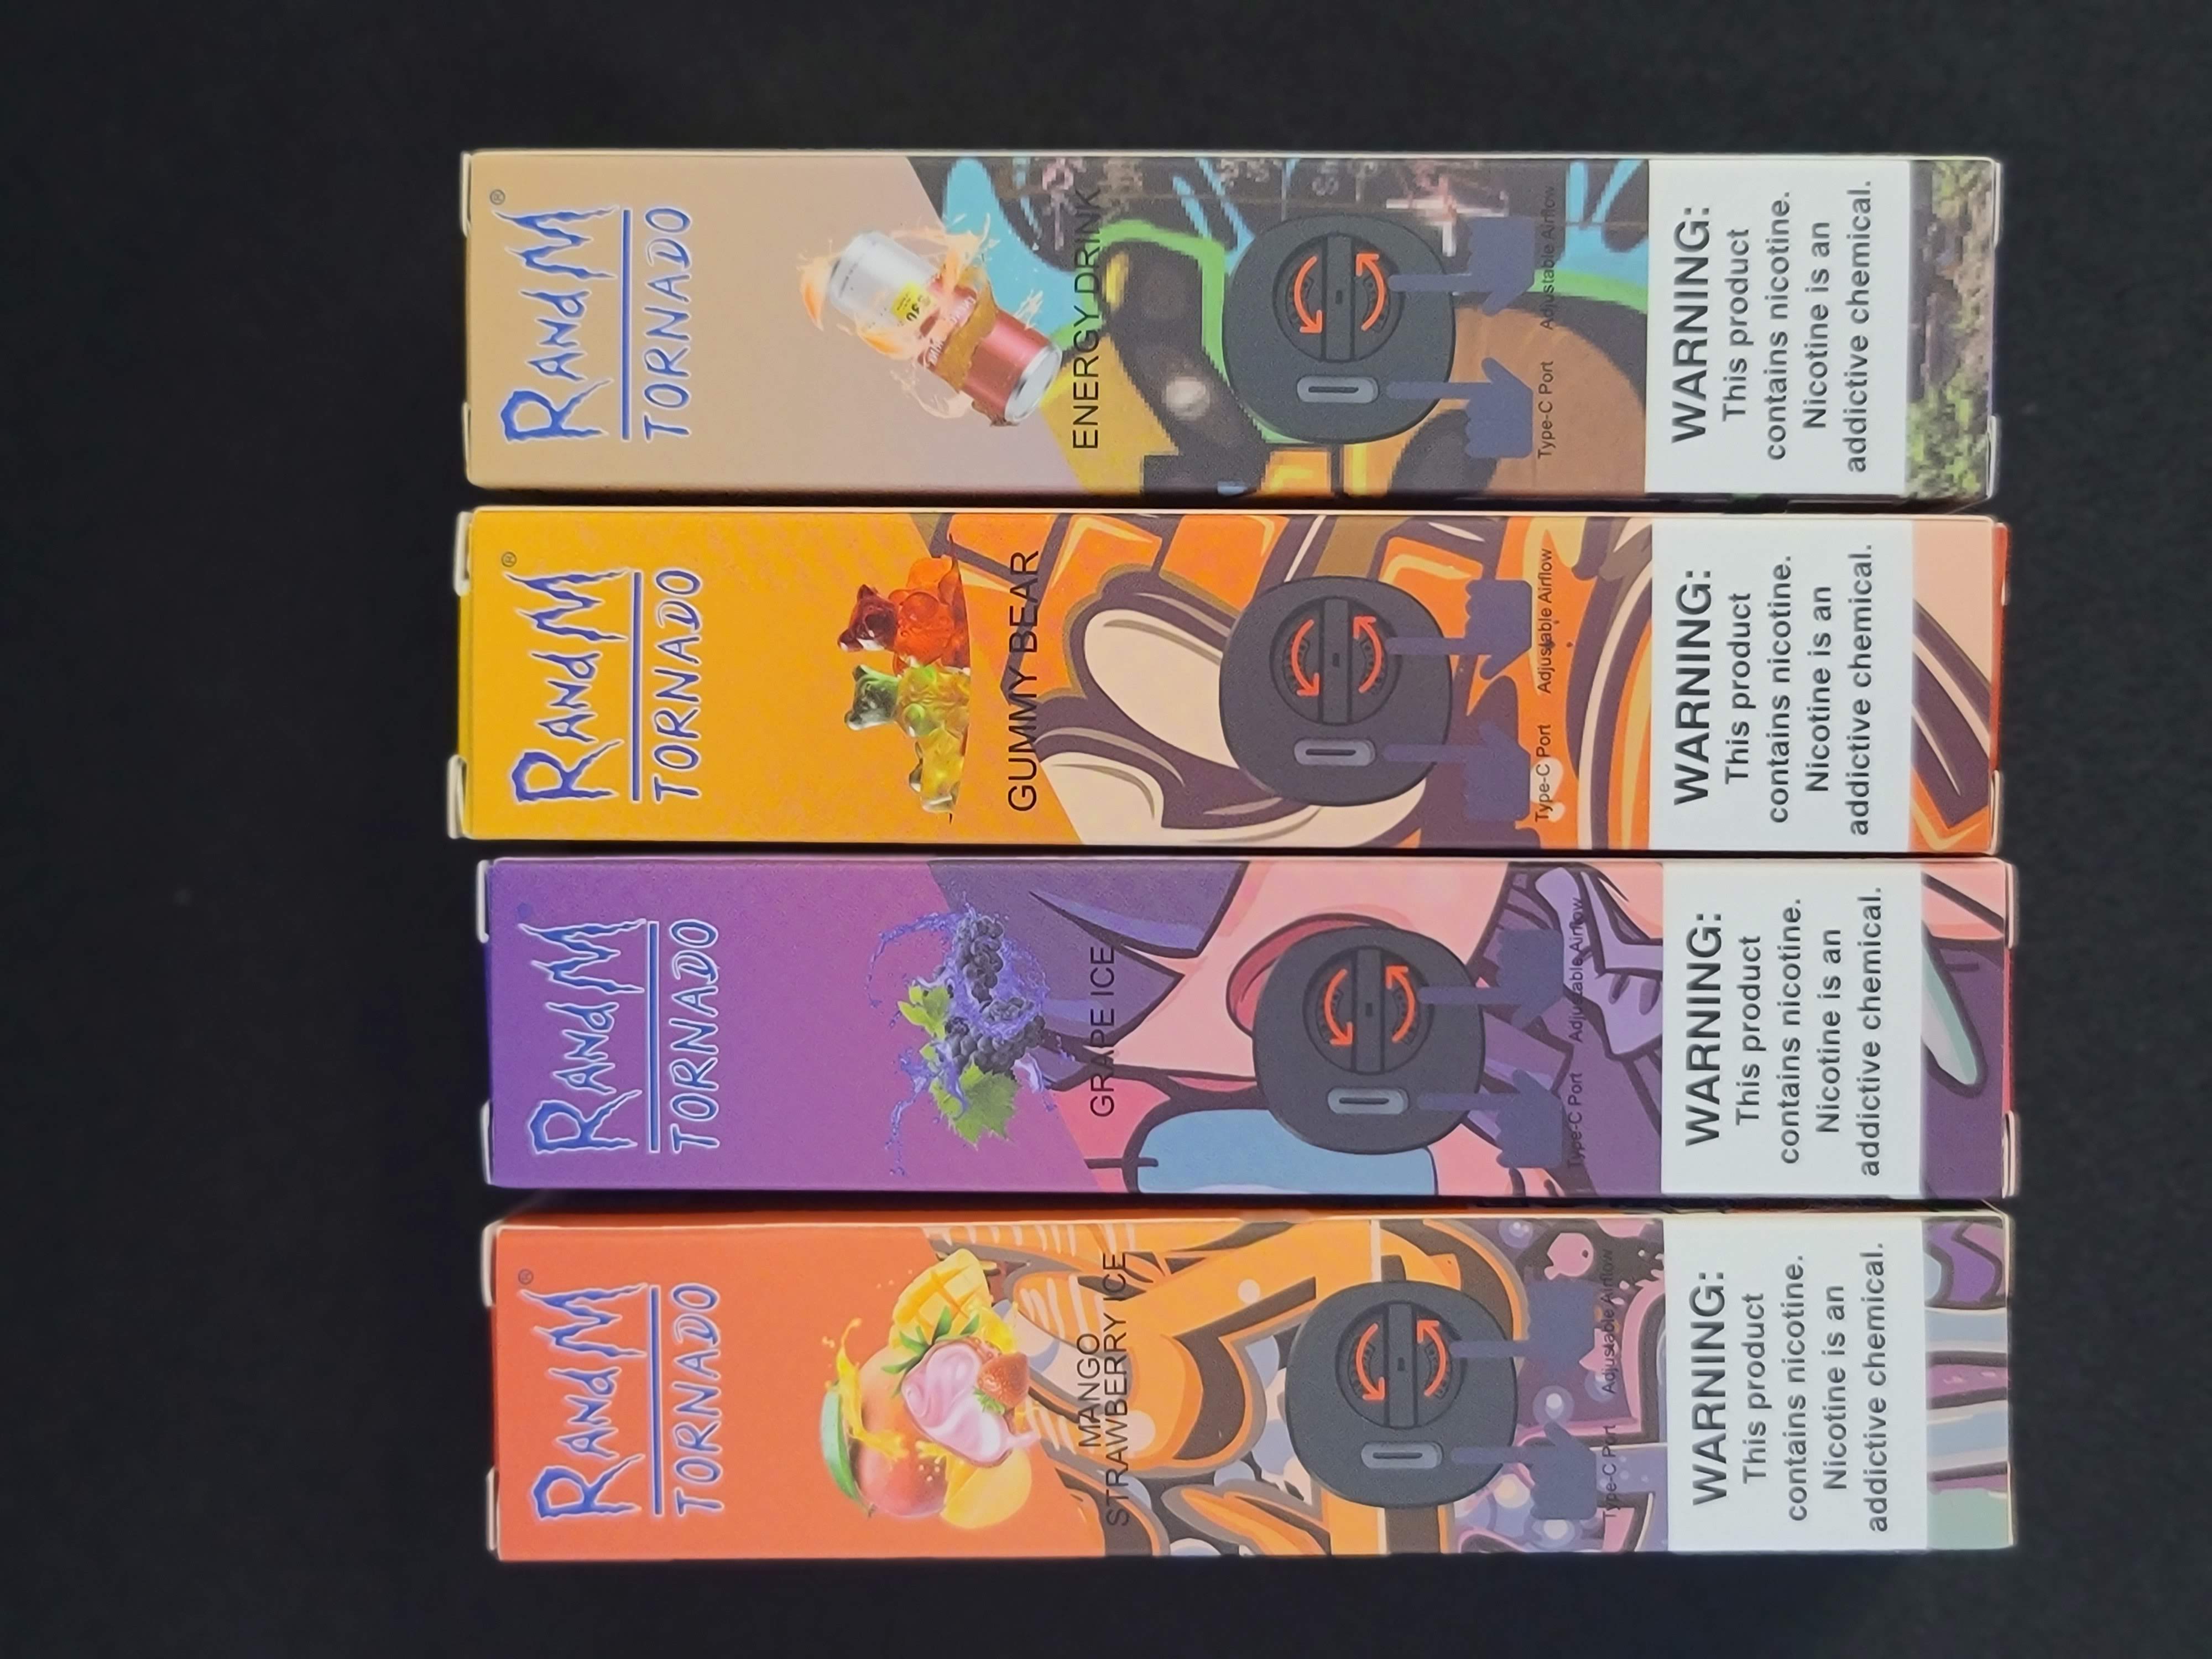 RandM®
TORNADO
MANGO
STRAWBERRY ICE
Type-C Port Adjustable Airflow
WARNING:
This product
contains nicotine.
Nicotine is an
addictive chemical.
RandM®
TORNADO
GRAPE ICE
Type-C Port Adjustable Airflow
WARNING:
This product
contains nicotine.
Nicotine is an
addictive chemical.
RandM®
TORNADO
GUMMY BEAR
Type-C Port Adjustable Airflow
WARNING:
This product
contains nicotine.
Nicotine is an
addictive chemical.
RandM®
TORNADO
ENERGY DRINK
Type-C Port Adjustable Airflow
WARNING:
This product
contains nicotine.
Nicotine is an
addictive chemical.